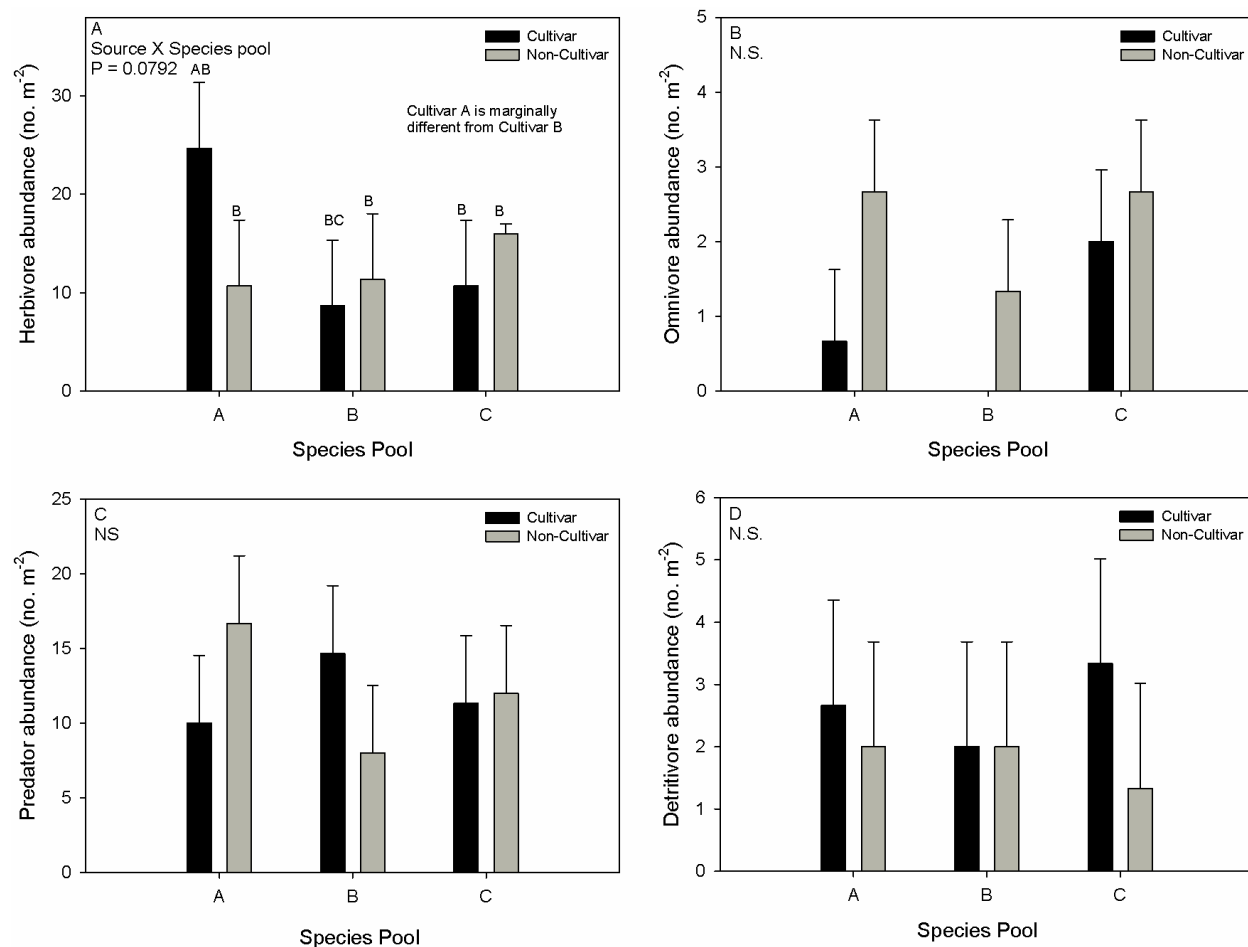 A
Source X Species pool
P = 0.0792
Cultivar
Non-Cultivar
Cultivar A is marginally
different from Cultivar B
AB
B
BC
B
B
B
Herbivore abundance (no. m-2)
30
20
10
0
A B C
Species Pool
B
N.S.
Omnivore abundance (no. m-2)
5
4
3
2
1
0
A B C
Species Pool
C
NS
Cultivar
Non-Cultivar
Predator abundance (no. m-2)
25
20
15
10
5
0
A B C
Species Pool
D
N.S.
Cultivar
Non-Cultivar
Detritivore abundance (no. m-2)
6
5
4
3
2
1
0
A B C
Species Pool